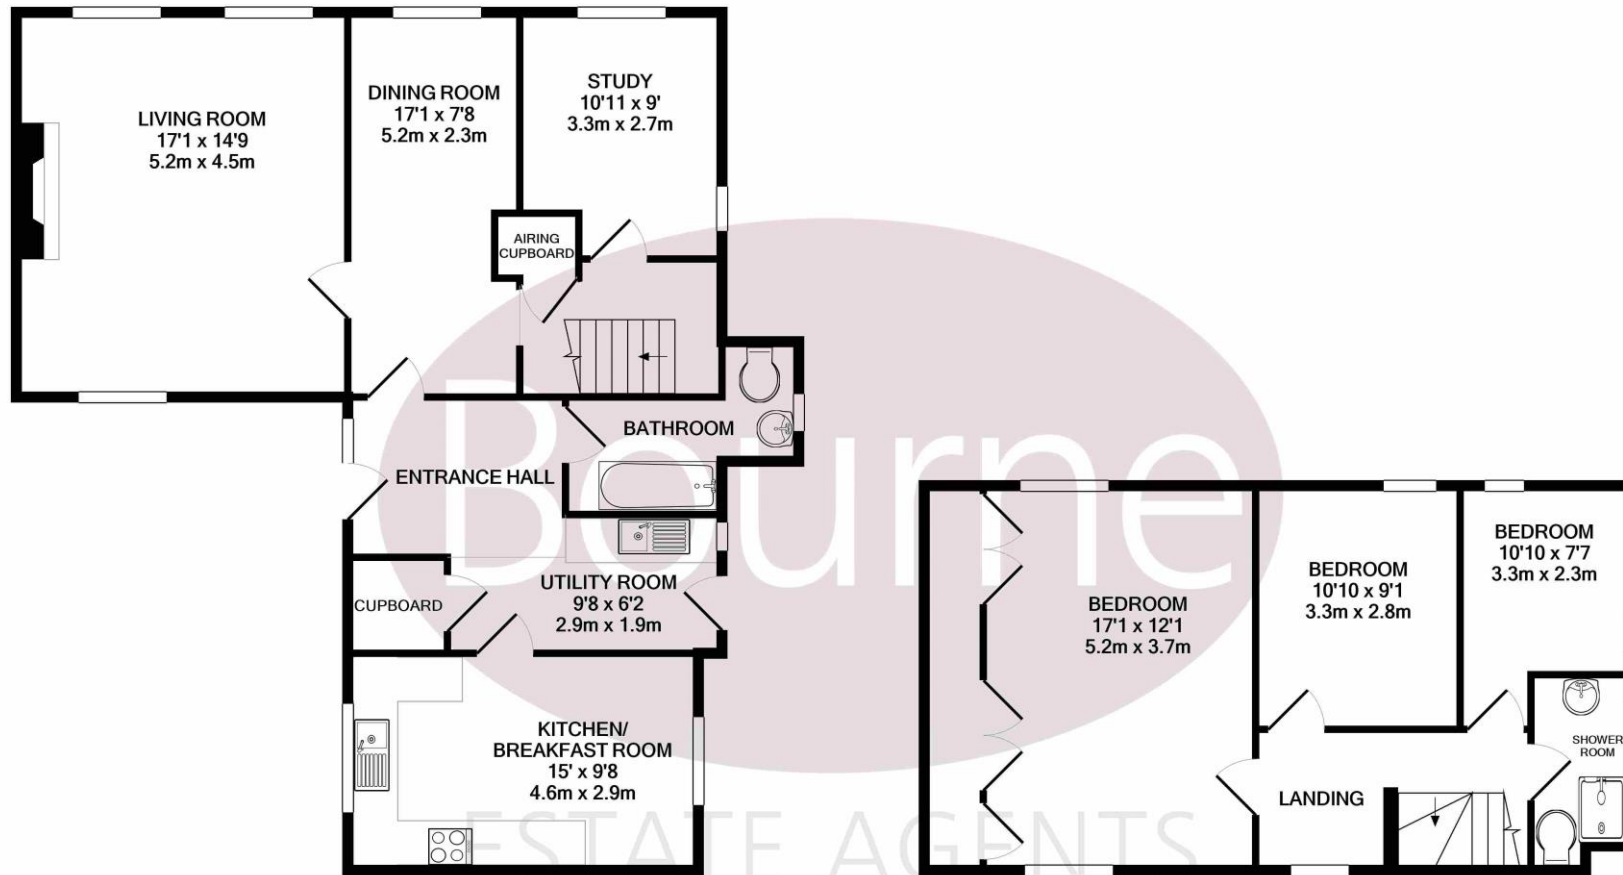 LIVING ROOM
17'1 x 14'9
5.2m x 4.5m
DINING ROOM
17'1 x 7'8
5.2m x 2.3m
STUDY
10'11 x 9'
3.3m x 2.7m
AIRING
CUPBOARD
BATHROOM
ENTRANCE HALL
UTILITY ROOM
9'8 x 6'2
2.9m x 1.9m
CUPBOARD
KITCHEN/
BREAKFAST ROOM
15' x 9'8
4.6m x 2.9m
BEDROOM
17'1 x 12'1
5.2m x 3.7m
BEDROOM
10'10 x 9'1
3.3m x 2.8m
BEDROOM
10'10 x 7'7
3.3m x 2.3m
SHOWER
ROOM
LANDING
Bourne
ESTATE AGENTS